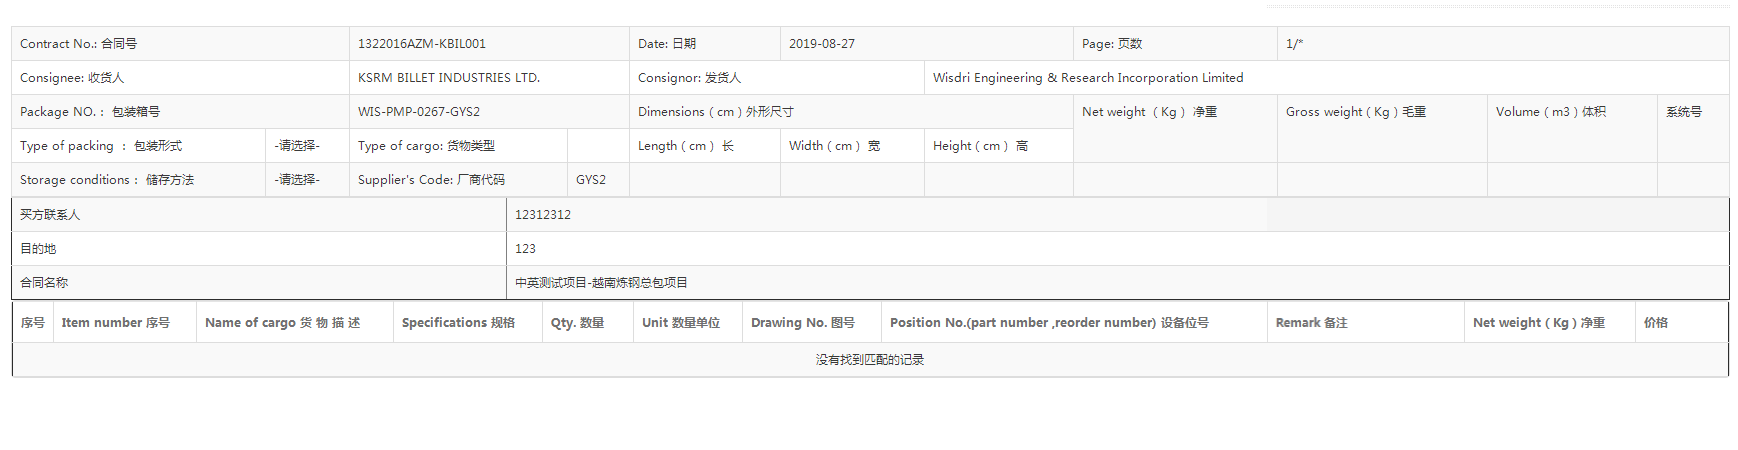 Contract No.: 合同号 1322016AZM-KBIL001 Date: 日期 2019-08-27 Page: 页数 1/*
Consignee: 收货人 KSRM BILLET INDUSTRIES LTD. Consignor: 发货人 Wisdri Engineering & Research Incorporation Limited
Package NO.： 包装箱号 WIS-PMP-0267-GYS2 Dimensions（cm）外形尺寸 Net weight （Kg） 净重 Gross weight（Kg）毛重 Volume（m3）体积 系统号
Type of packing ： 包装形式 -请选择- Type of cargo: 货物类型 Length（cm） 长 Width（cm） 宽 Height（cm） 高
Storage conditions： 储存方法 -请选择- Supplier's Code: 厂商代码 GYS2
买方联系人 12312312
目的地 123
合同名称 中英测试项目-越南炼钢总包项目
序号 Item number 序号 Name of cargo 货 物 描 述 Specifications 规格 Qty. 数量 Unit 数量单位 Drawing No. 图号 Position No.(part number ,reorder number) 设备位号 Remark 备注 Net weight（Kg）净重 价格
没有找到匹配的记录